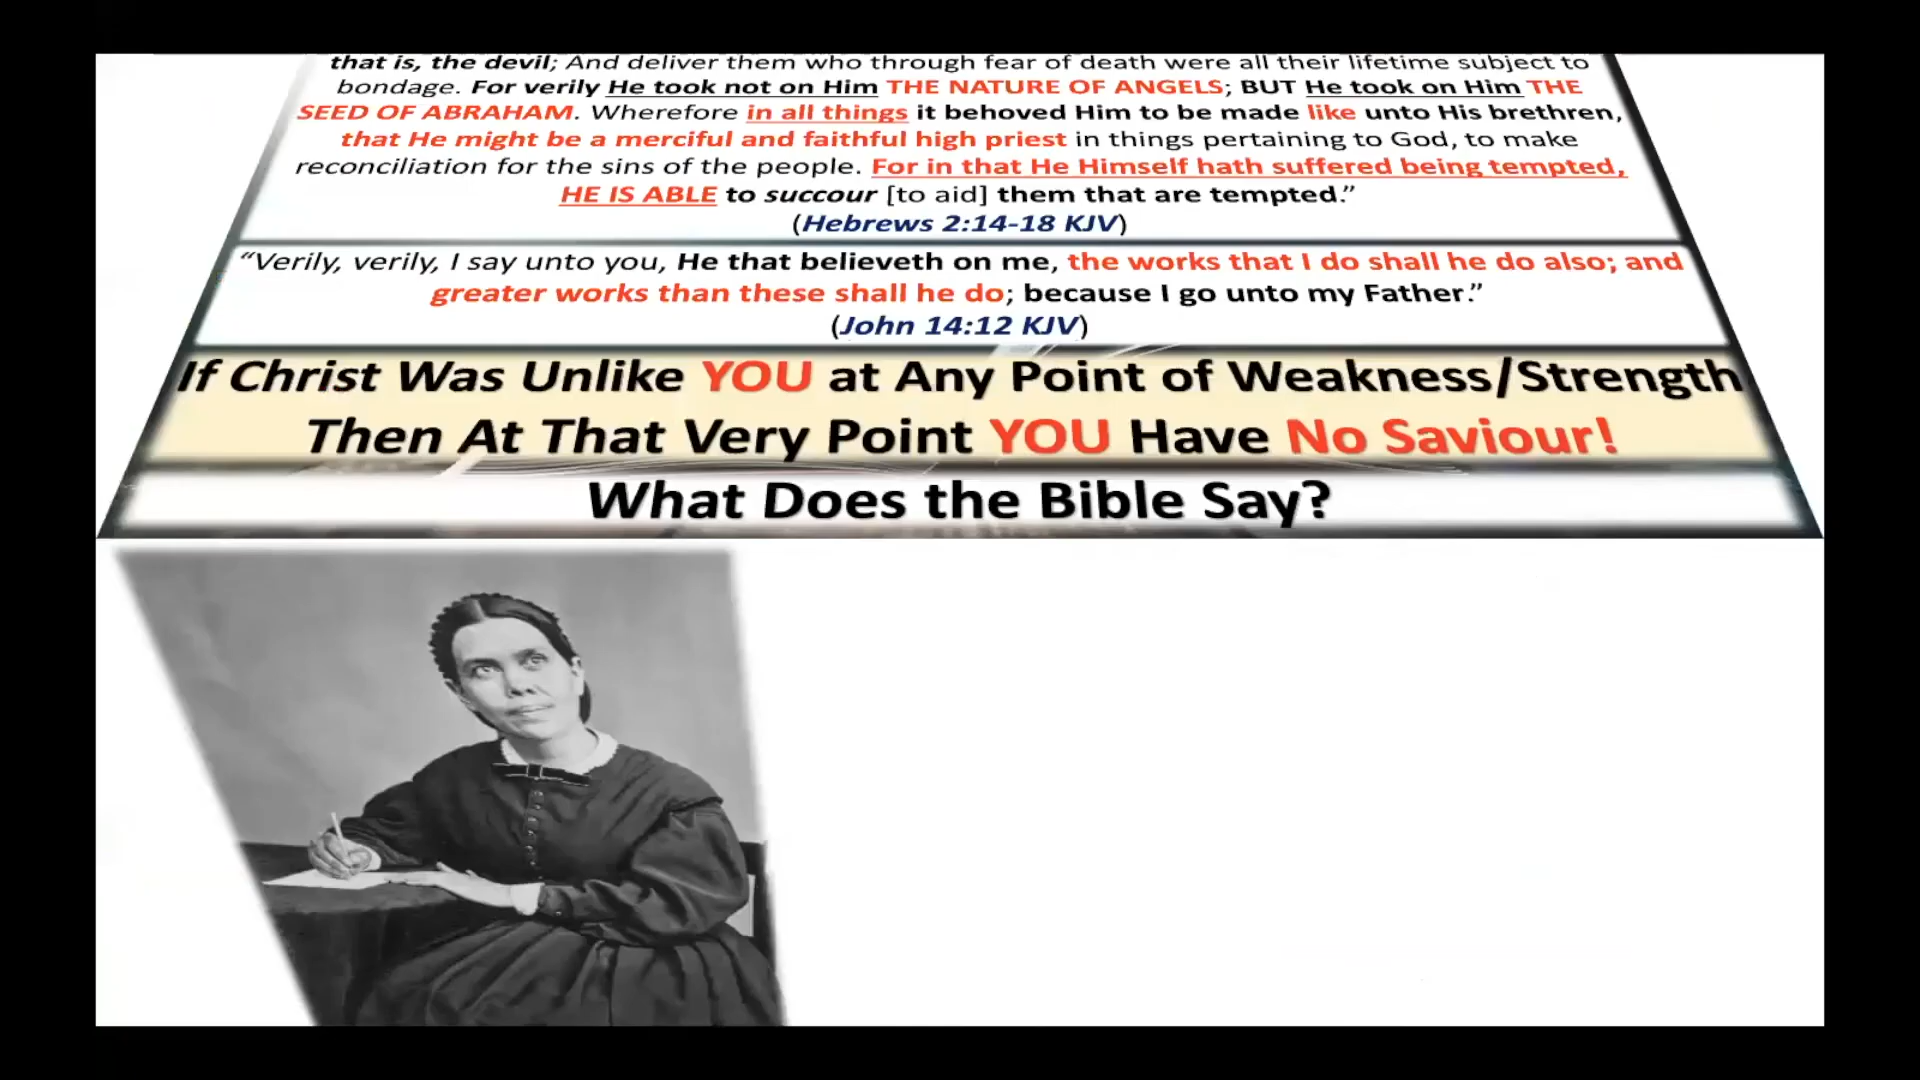 that is, the devil; And deliver them who through fear of death were all their lifetime subject to
bondage. For verily He took not on Him THE NATURE OF ANGELS; BUT He took on Him THE
SEED OF ABRAHAM. Wherefore in all things it behoved Him to be made like unto His brethren,
that He might be a merciful and faithful high priest in things pertaining to God, to make
reconciliation for the sins of the people. For in that He Himself hath suffered being tempted,
HE IS ABLE to succour [to aid] them that are tempted.”
(Hebrews 2:14-18 KJV)
“Verily, verily, I say unto you, He that believeth on me, the works that I do shall he do also; and
greater works than these shall he do; because I go unto my Father.”
(John 14:12 KJV)
If Christ Was Unlike YOU at Any Point of Weakness/Strength
Then At That Very Point YOU Have No Saviour!
What Does the Bible Say?